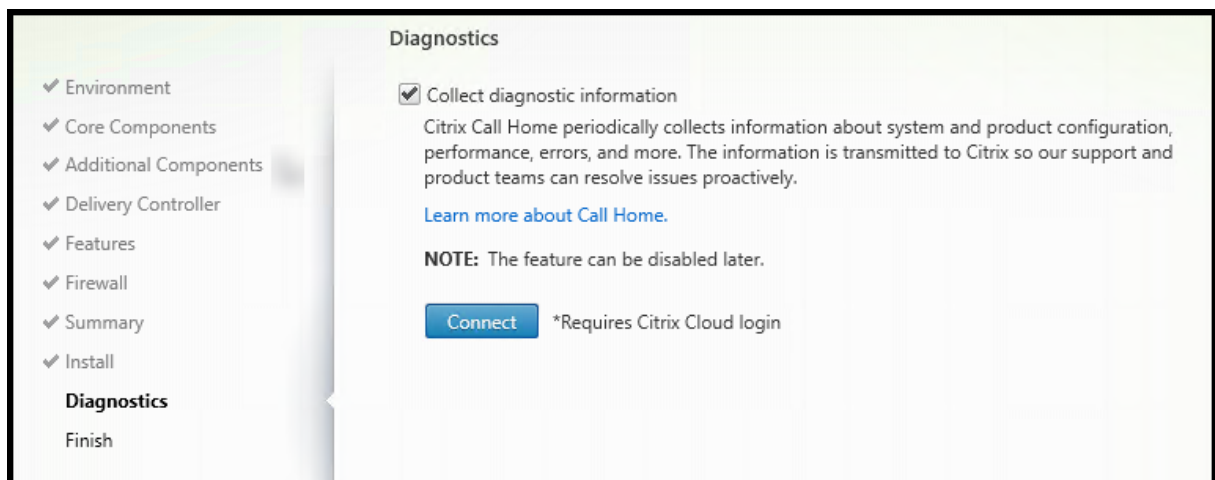 Diagnostics
Environment
Core Components
Additional Components
Delivery Controller
Features
Firewall
Summary
Install
Diagnostics
Finish
Collect diagnostic information
Citrix Call Home periodically collects information about system and product configuration,
performance, errors, and more. The information is transmitted to Citrix so our support and
product teams can resolve issues proactively.
Learn more about Call Home.
NOTE: The feature can be disabled later.
Connect *Requires Citrix Cloud login